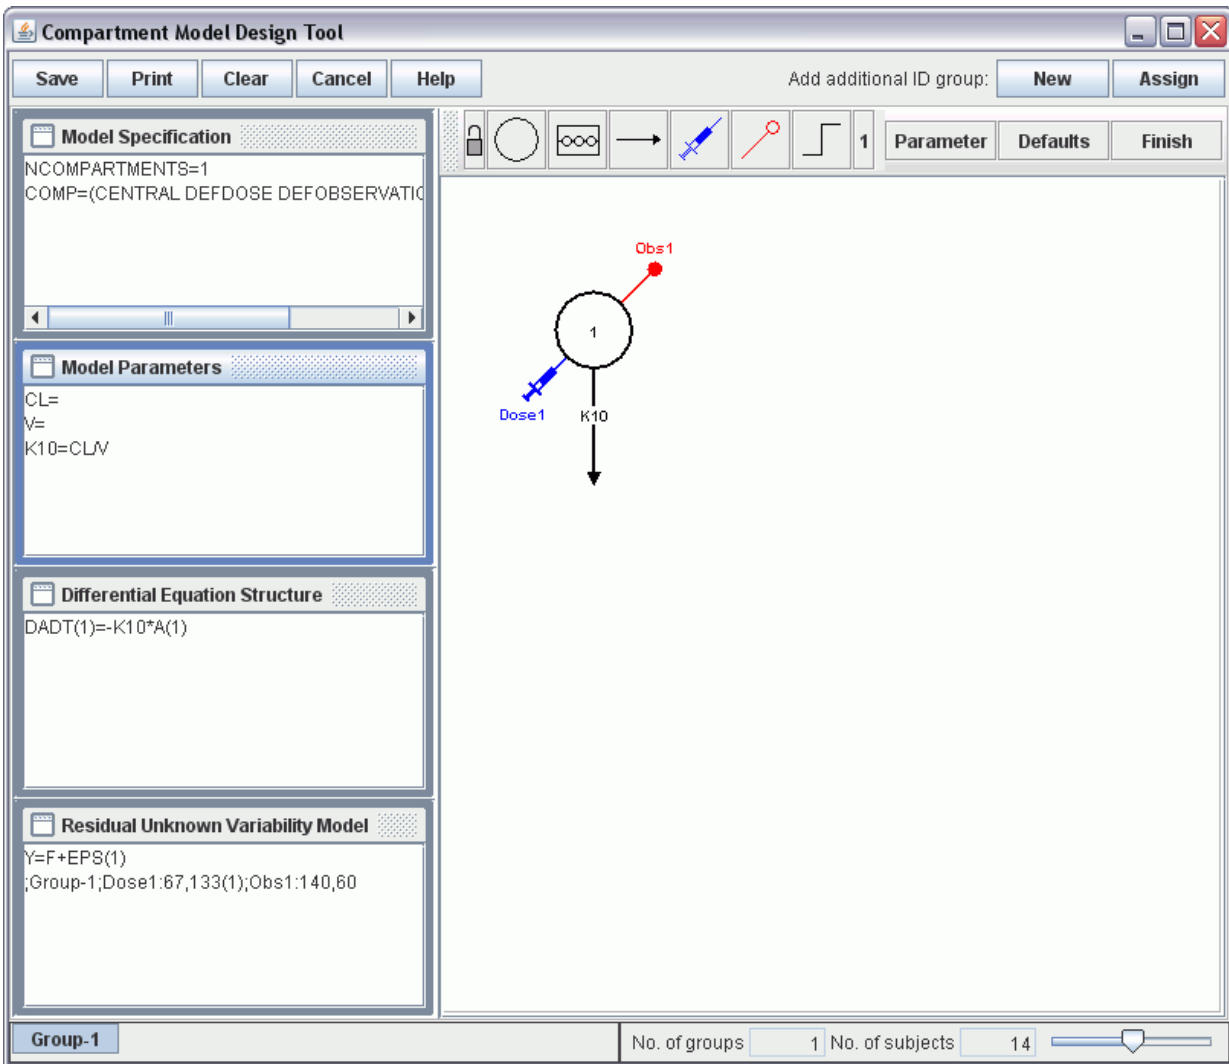 Compartment Model Design Tool
Save Print Clear Cancel Help Add additional ID group: New Assign
Model Specification
NCOMPARTMENTS=1
COMP=(CENTRAL DEFDOSE DEFOBSERVATIO
1 Parameter Defaults Finish
Obs1
1
Dose1
K10
Model Parameters
CL=
V=
K10=CL/V
Differential Equation Structure
DADT(1)=-K10*A(1)
Residual Unknown Variability Model
Y=F+EPS(1)
;Group-1;Dose1:67,133(1);Obs1:140,60
Group-1 No. of groups 1 No. of subjects 14